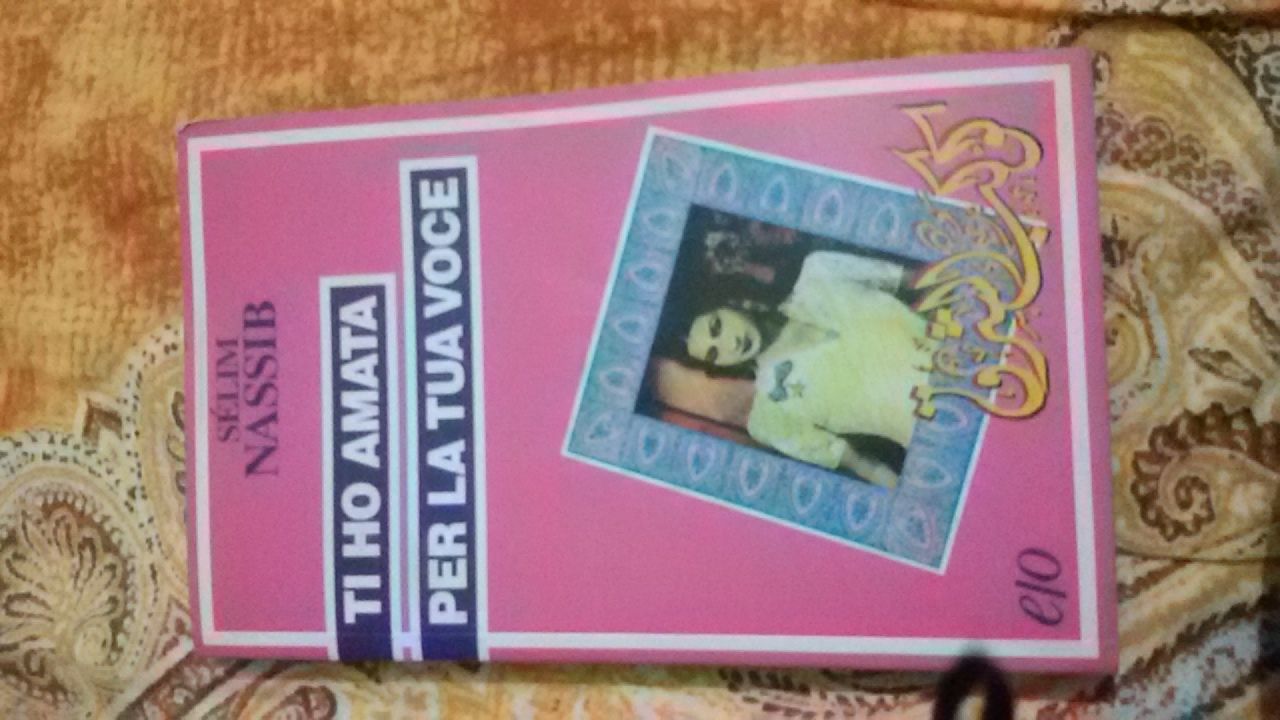 SÉLIM
NASSIB
TI HO AMATA
PER LA TUA VOCE
e/o